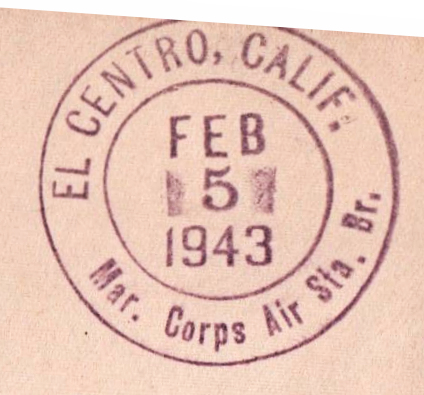 EL CENTRO, CALIF.
FEB
5
1943
Mar. Corps Air Sta. Br.